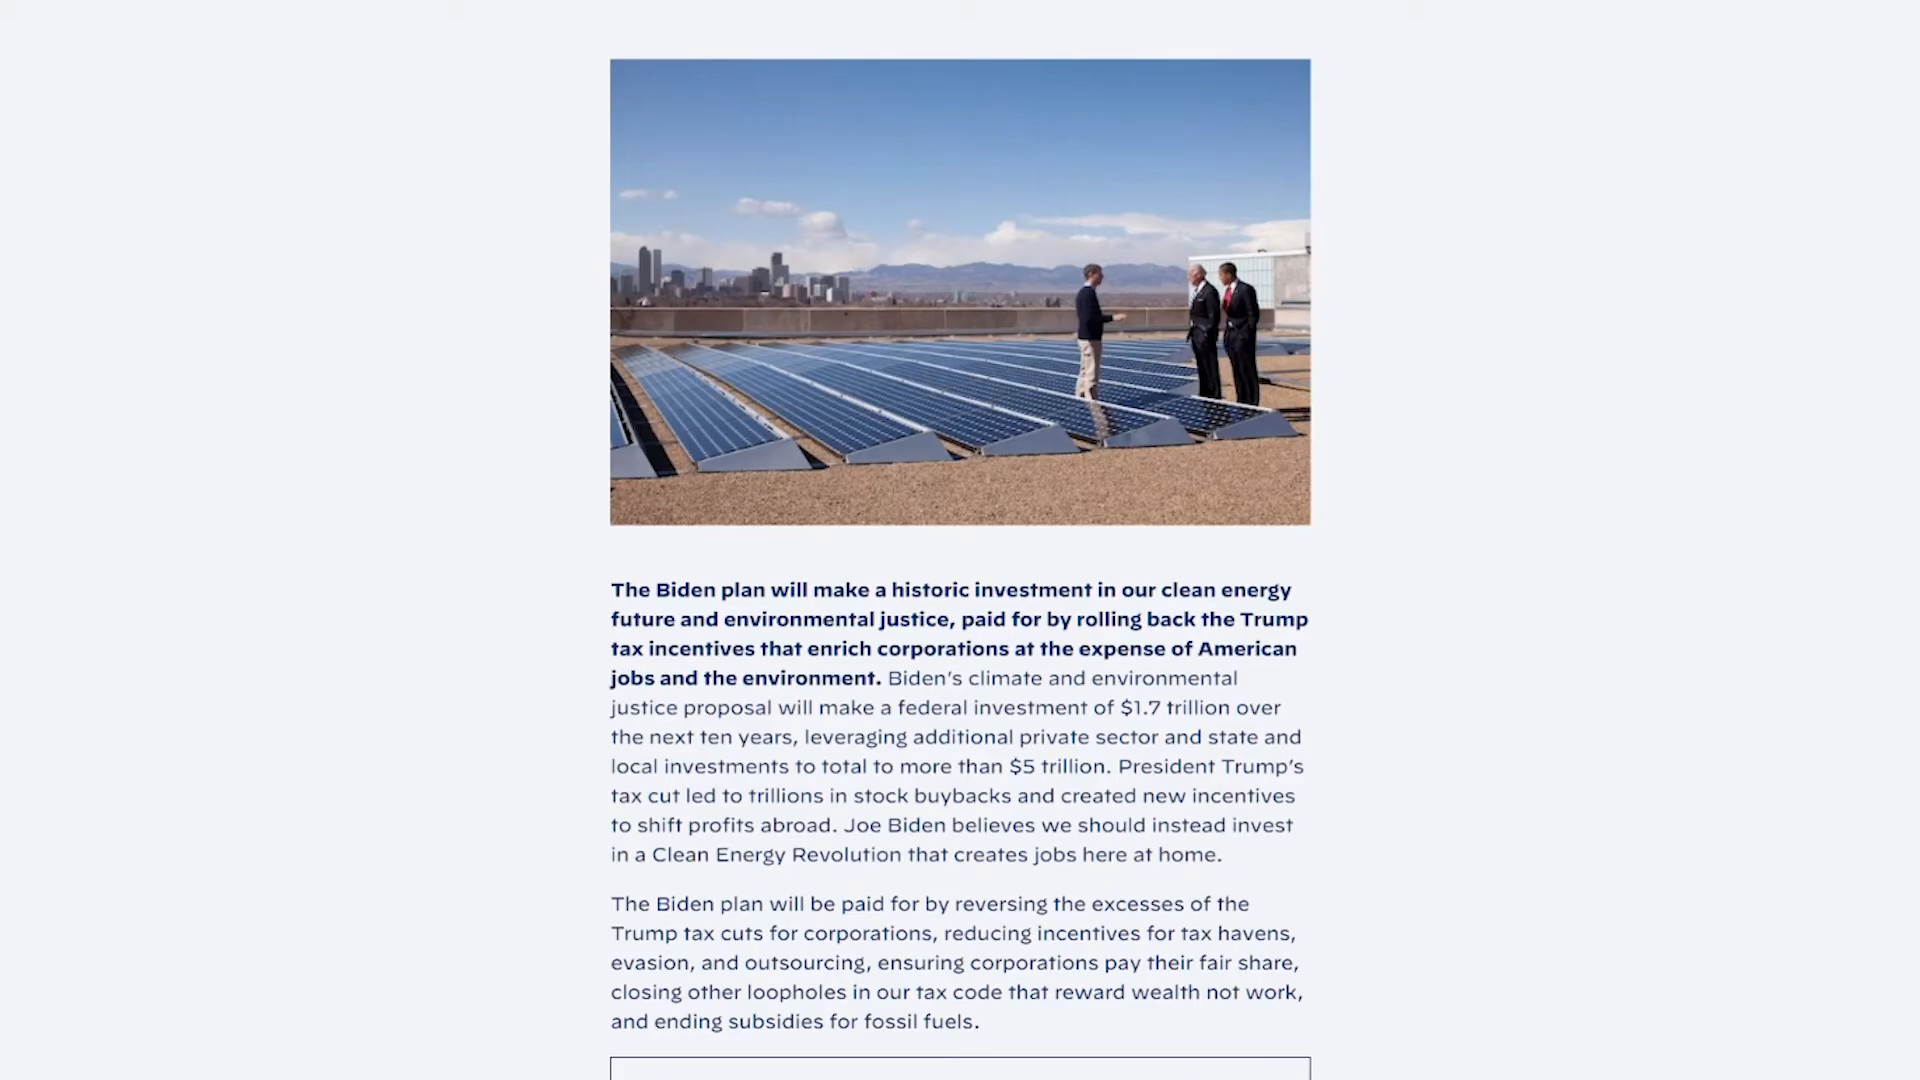 The Biden plan will make a historic investment in our clean energy
future and environmental justice, paid for by rolling back the Trump
tax incentives that enrich corporations at the expense of American
jobs and the environment. Biden’s climate and environmental
justice proposal will make a federal investment of $1.7 trillion over
the next ten years, leveraging additional private sector and state and
local investments to total to more than $5 trillion. President Trump’s
tax cut led to trillions in stock buybacks and created new incentives
to shift profits abroad. Joe Biden believes we should instead invest
in a Clean Energy Revolution that creates jobs here at home.
The Biden plan will be paid for by reversing the excesses of the
Trump tax cuts for corporations, reducing incentives for tax havens,
evasion, and outsourcing, ensuring corporations pay their fair share,
closing other loopholes in our tax code that reward wealth not work,
and ending subsidies for fossil fuels.